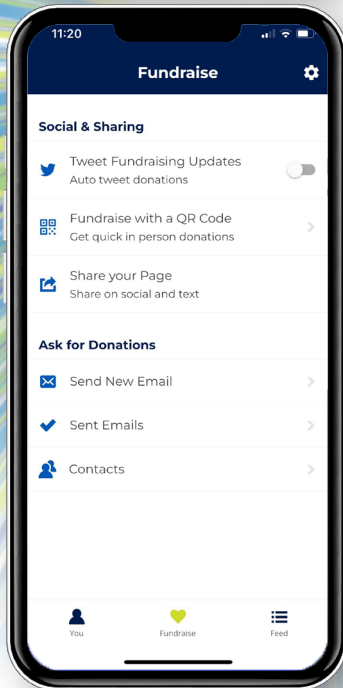 11:20
Fundraise
Social & Sharing
Tweet Fundraising Updates
Auto tweet donations
Fundraise with a QR Code
Get quick in person donations
Share your Page
Share on social and text
Ask for Donations
Send New Email
Sent Emails
Contacts
You
Fundraise
Feed